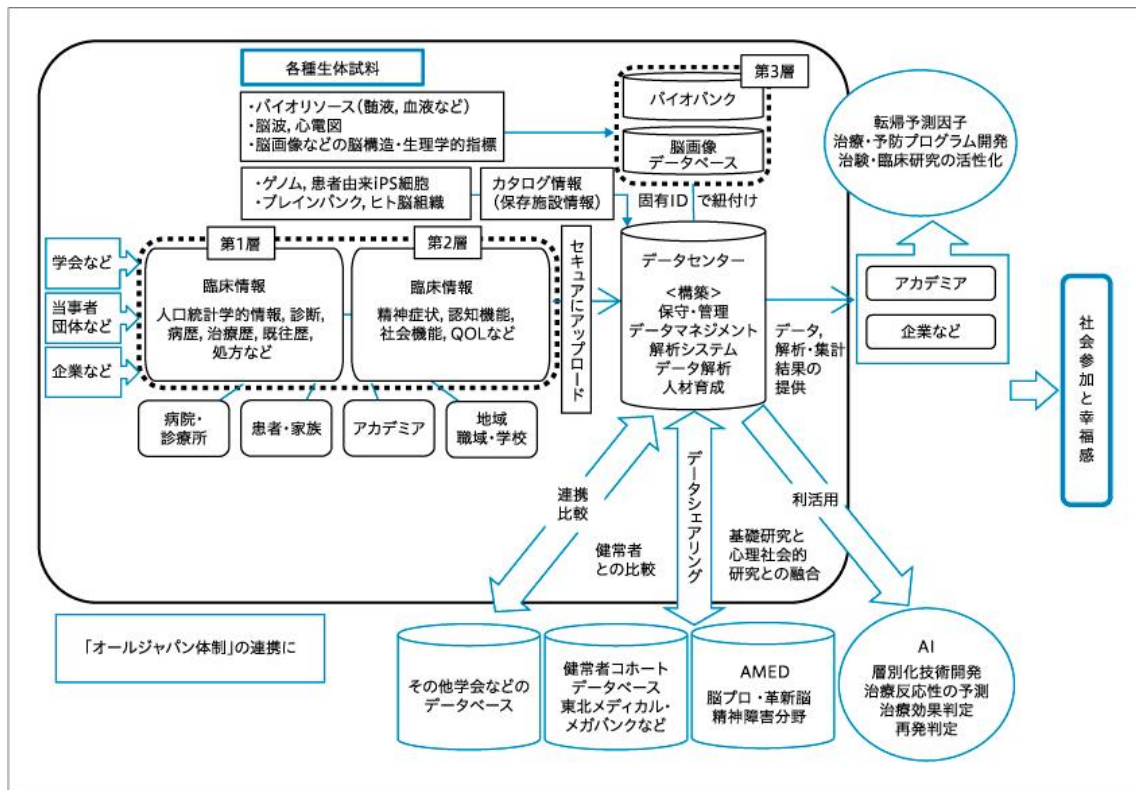 各種生体試料
・バイオリソース（髄液, 血液など）
・脳波, 心電図
・脳画像などの脳構造・生理学的指標
第3層
バイオバンク
脳画像
データベース
転帰予測因子
治療・予防プログラム開発
治験・臨床研究の活性化
・ゲノム, 患者由来iPS細胞
・ブレインバンク, ヒト脳組織
カタログ情報
（保存施設情報）
固有ID で紐付け
学会など
当事者
団体など
企業など
第1層
臨床情報
人口統計学的情報, 診断,
病歴, 治療歴, 既往歴,
処方など
第2層
臨床情報
精神症状, 認知機能,
社会機能, QOLなど
セキュアにアップロード
データセンター
<構築>
保守・管理
データマネジメント
解析システム
データ解析
人材育成
データ,
解析・集計
結果の
提供
アカデミア
企業など
社会参加と幸福感
病院・
診療所
患者・家族
アカデミア
地域
職域・学校
連携
比較
健常者
との比較
データシェアリング
基礎研究と
心理社会的
研究との融合
利活用
「オールジャパン体制」の連携に
その他学会などの
データベース
健常者コホート
データベース
東北メディカル・
メガバンクなど
AMED
脳プロ・革新脳
精神障害分野
AI
層別化技術開発
治療反応性の予測
治療効果判定
再発判定